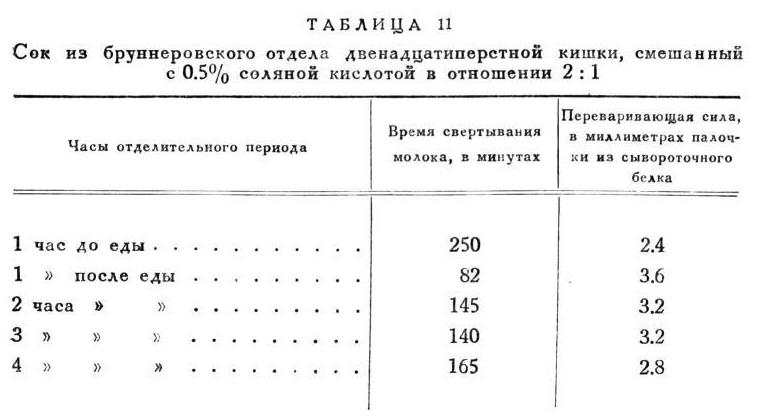 ТАБЛИЦА 11
Сок из бруннеровского отдела двенадцатиперстной кишки, смешанный
с 0.5% соляной кислотой в отношении 2 : 1
Часы отделительного периода
Время свертывания
молока, в минутах
Переваривающая сила,
в миллиметрах палоч-
ки из сывороточного
белка
1 час до еды . . . . . . . . . . . 250 2.4
1 » после еды . . . . . . . . . 82 3.6
2 часа » » . . . . . . . . . 145 3.2
3 » » » . . . . . . . . . 140 3.2
4 » » » . . . . . . . . . 165 2.8